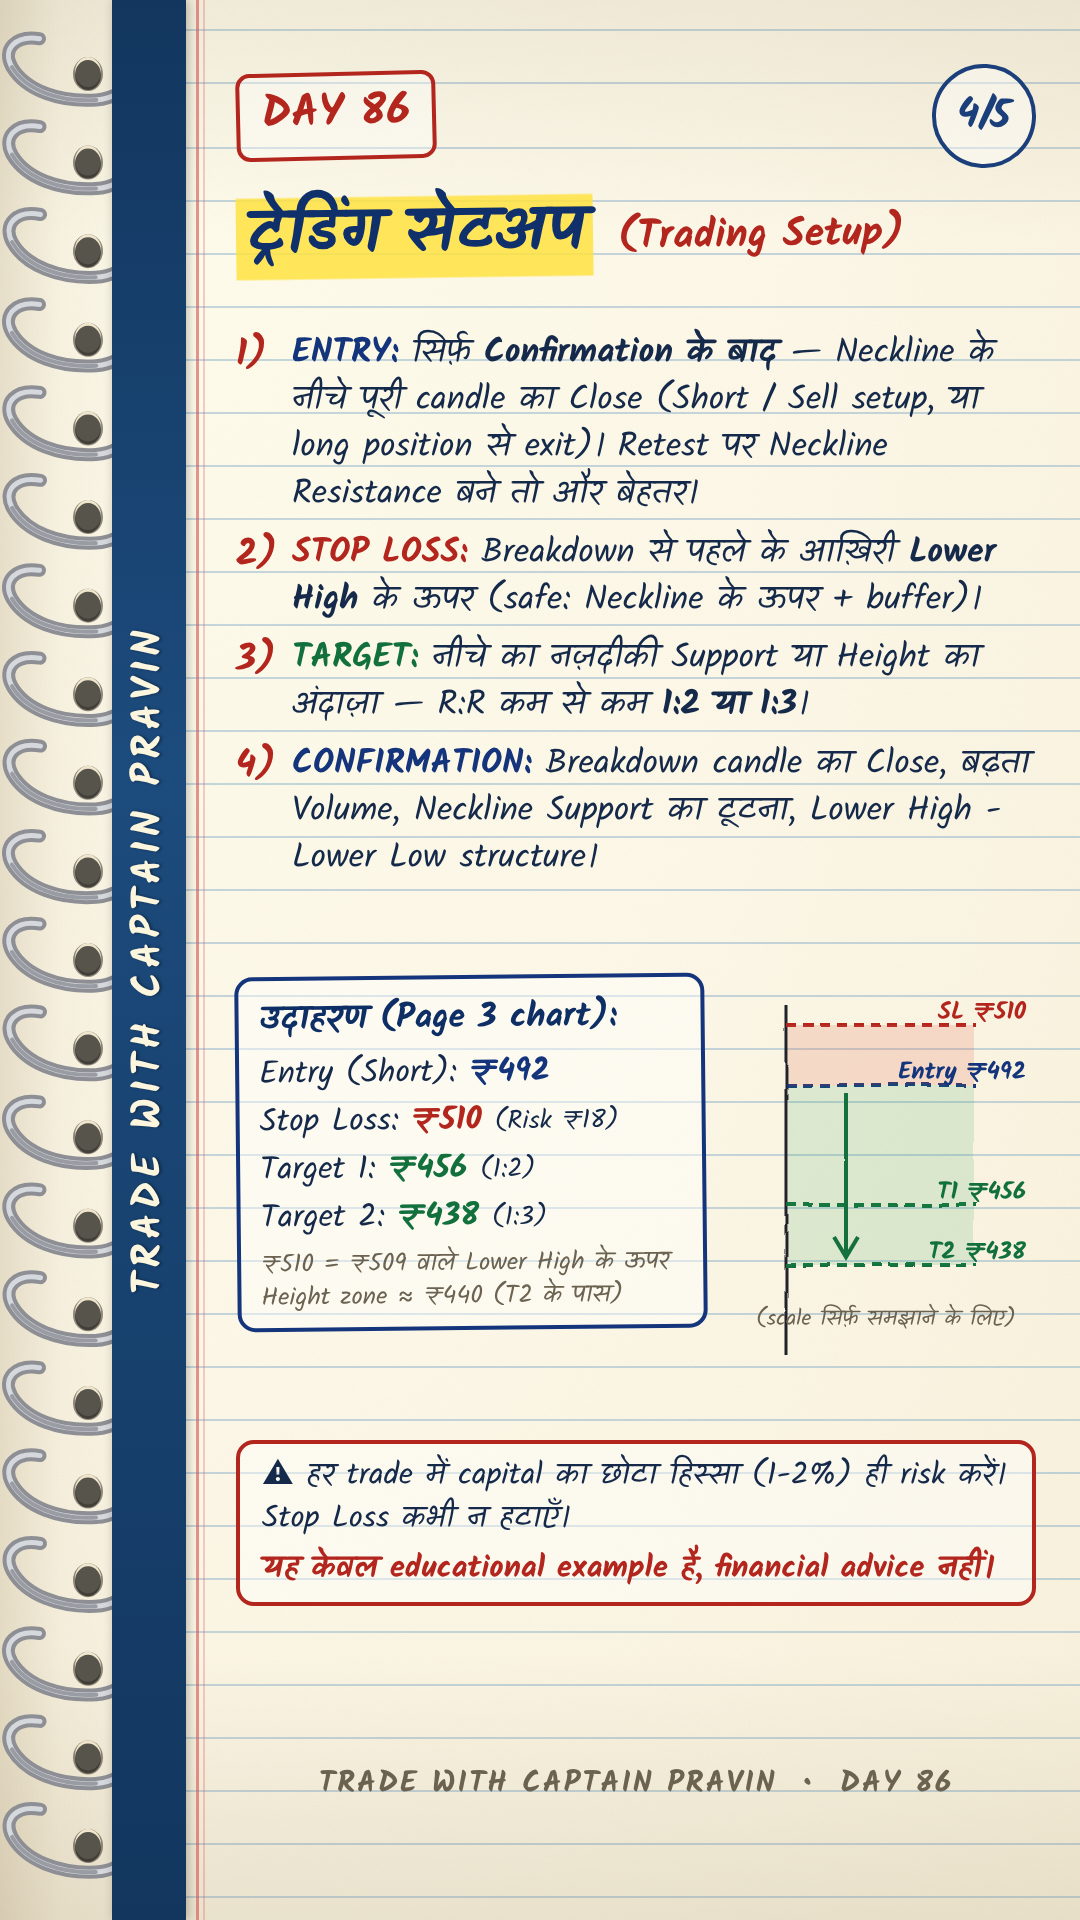 DAY 86
4/5
ट्रेडिंग सेटअप (Trading Setup)
1) ENTRY: सिर्फ़ Confirmation के बाद — Neckline के
नीचे पूरी candle का Close (Short / Sell setup, या
long position से exit)। Retest पर Neckline
Resistance बने तो और बेहतर।
2) STOP LOSS: Breakdown से पहले के आख़िरी Lower
High के ऊपर (safe: Neckline के ऊपर + buffer)।
3) TARGET: नीचे का नज़दीकी Support या Height का
अंदाज़ा — R:R कम से कम 1:2 या 1:3।
4) CONFIRMATION: Breakdown candle का Close, बढ़ता
Volume, Neckline Support का टूटना, Lower High -
Lower Low structure।
उदाहरण (Page 3 chart):
Entry (Short): ₹492
Stop Loss: ₹510 (Risk ₹18)
Target 1: ₹456 (1:2)
Target 2: ₹438 (1:3)
₹510 = ₹509 वाले Lower High के ऊपर
Height zone ≈ ₹440 (T2 के पास)
SL ₹510
Entry ₹492
T1 ₹456
T2 ₹438
(scale सिर्फ़ समझाने के लिए)
⚠ हर trade में capital का छोटा हिस्सा (1-2%) ही risk करें।
Stop Loss कभी न हटाएँ।
यह केवल educational example है, financial advice नहीं।
TRADE WITH CAPTAIN PRAVIN · DAY 86
TRADE WITH CAPTAIN PRAVIN